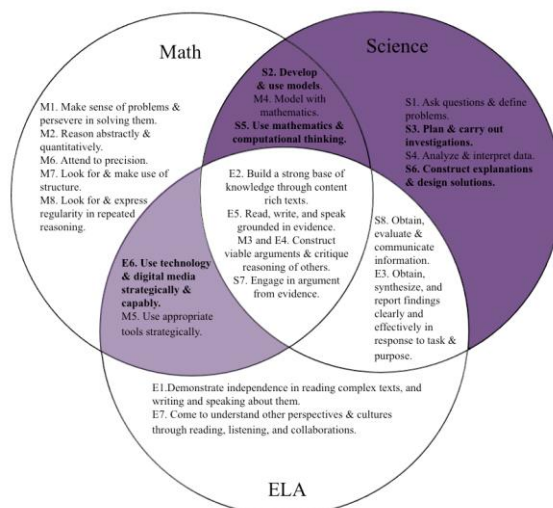 Math
Science
S2. Develop
& use models.
M4. Model with
mathematics.
S5. Use mathematics &
computational thinking.
M1. Make sense of problems &
persevere in solving them.
M2. Reason abstractly &
quantitatively.
M6. Attend to precision.
M7. Look for & make use of
structure.
M8. Look for & express
regularity in repeated
reasoning.
S1. Ask questions & define
problems.
S3. Plan & carry out
investigations.
S4. Analyze & interpret data.
S6. Construct explanations
& design solutions.
E2. Build a strong base of
knowledge through content
rich texts.
E5. Read, write, and speak
grounded in evidence.
M3 and E4. Construct
viable arguments & critique
reasoning of others.
S7. Engage in argument
from evidence.
E6. Use technology
& digital media
strategically &
capably.
M5. Use appropriate
tools strategically.
S8. Obtain,
evaluate &
communicate
information.
E3. Obtain,
synthesize, and
report findings
clearly and
effectively in
response to task &
purpose.
E1.Demonstrate independence in reading complex texts, and
writing and speaking about them.
E7. Come to understand other perspectives & cultures
through reading, listening, and collaborations.
ELA